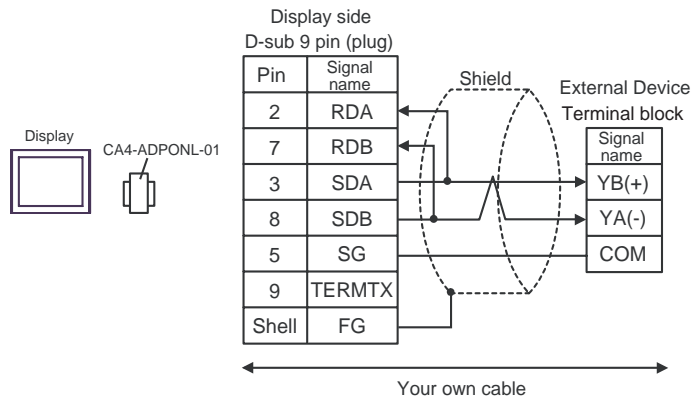 Display side
D-sub 9 pin (plug)
Pin Signal name
Shield
External Device
Terminal block
Display
CA4-ADPONL-01
Signal name
2 RDA
7 RDB
3 SDA YB(+)
8 SDB YA(-)
5 SG COM
9 TERMTX
Shell FG
Your own cable